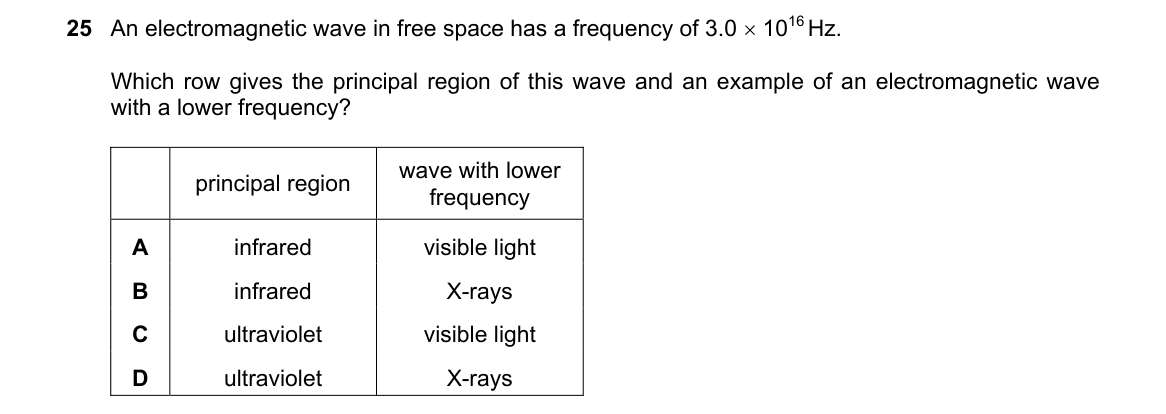 25 An electromagnetic wave in free space has a frequency of 3.0 × 10¹⁶ Hz.
Which row gives the principal region of this wave and an example of an electromagnetic wave
with a lower frequency?
principal region
wave with lower
frequency
A infrared visible light
B infrared X-rays
C ultraviolet visible light
D ultraviolet X-rays